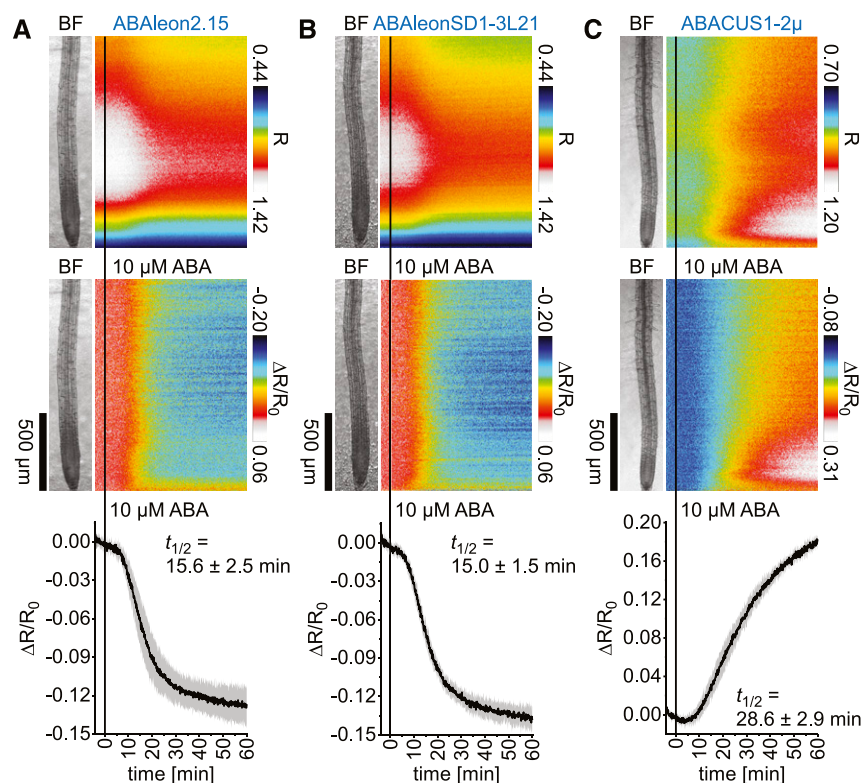 A BF ABAleon2.15
0.44
R
1.42
BF 10 µM ABA
-0.20
ΔR/R0
0.06
500 µm
10 µM ABA
t1/2 =
15.6 ± 2.5 min
ΔR/R0
0.00
-0.03
-0.06
-0.09
-0.12
-0.15
0 10 20 30 40 50 60
time [min]
B BF ABAleonSD1-3L21
0.44
R
1.42
BF 10 µM ABA
-0.20
ΔR/R0
0.06
500 µm
10 µM ABA
t1/2 =
15.0 ± 1.5 min
ΔR/R0
0.00
-0.03
-0.06
-0.09
-0.12
-0.15
0 10 20 30 40 50 60
time [min]
C BF ABACUS1-2µ
0.70
R
1.20
BF 10 µM ABA
-0.08
ΔR/R0
0.31
500 µm
10 µM ABA
t1/2 =
28.6 ± 2.9 min
ΔR/R0
0.20
0.16
0.12
0.08
0.04
0.00
0 10 20 30 40 50 60
time [min]